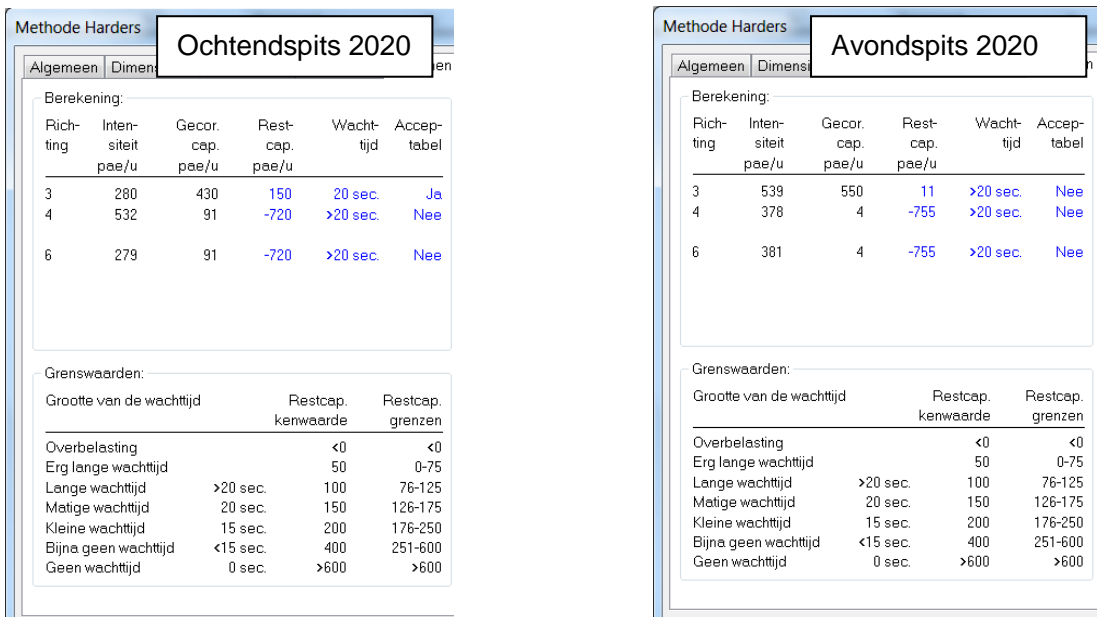 Methode Harders
Ochtendspits 2020
Algemeen Dimen en
Berekening:
Rich- Inten- Gecor. Rest- Wacht- Accep-
ting siteit cap. cap. tijd tabel
pae/u pae/u pae/u
3 280 430 150 20 sec. Ja
4 532 91 -720 >20 sec. Nee
6 279 91 -720 >20 sec. Nee
Grenswaarden:
Grootte van de wachttijd Restcap. Restcap.
kenwaarde grenzen
Overbelasting <0 <0
Erg lange wachttijd 50 0-75
Lange wachttijd >20 sec. 100 76-125
Matige wachttijd 20 sec. 150 126-175
Kleine wachttijd 15 sec. 200 176-250
Bijna geen wachttijd <15 sec. 400 251-600
Geen wachttijd 0 sec. >600 >600
Methode Harders
Avondspits 2020
Algemeen Dimensi n
Berekening:
Rich- Inten- Gecor. Rest- Wacht- Accep-
ting siteit cap. cap. tijd tabel
pae/u pae/u pae/u
3 539 550 11 >20 sec. Nee
4 378 4 -755 >20 sec. Nee
6 381 4 -755 >20 sec. Nee
Grenswaarden:
Grootte van de wachttijd Restcap. Restcap.
kenwaarde grenzen
Overbelasting <0 <0
Erg lange wachttijd 50 0-75
Lange wachttijd >20 sec. 100 76-125
Matige wachttijd 20 sec. 150 126-175
Kleine wachttijd 15 sec. 200 176-250
Bijna geen wachttijd <15 sec. 400 251-600
Geen wachttijd 0 sec. >600 >600